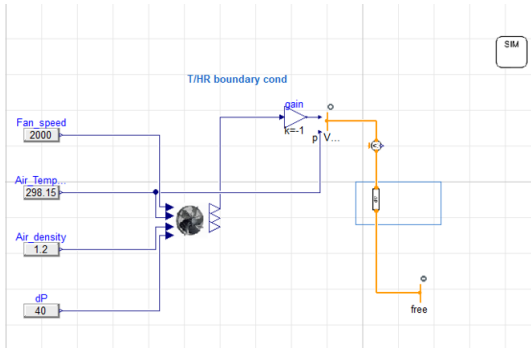 SIM
T/HR boundary cond
gain
k=-1
p V...
Fan_speed
2000
Air_Temp...
298.15
Air_density
1.2
dP
40
free